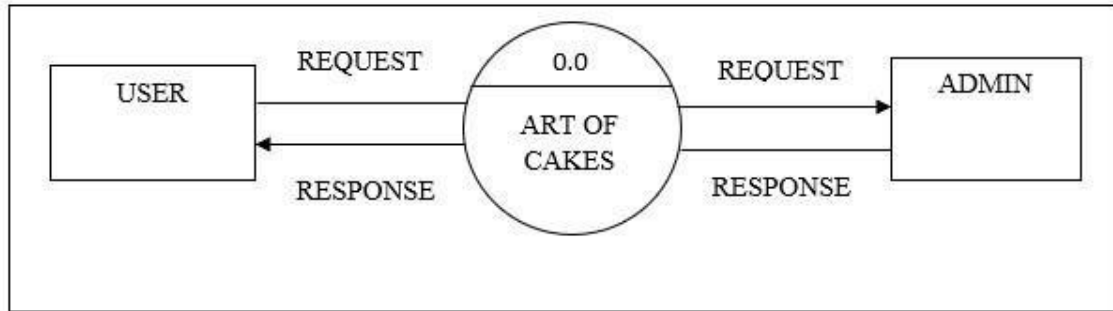 USER
REQUEST
RESPONSE
0.0
ART OF
CAKES
REQUEST
RESPONSE
ADMIN